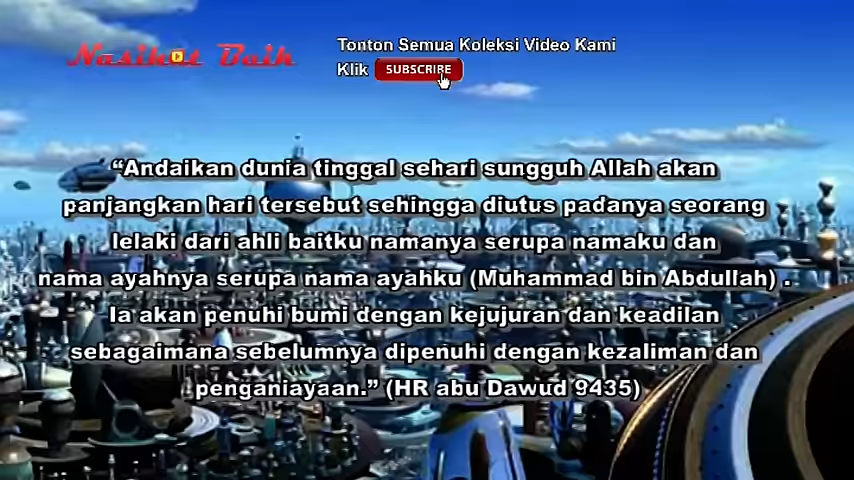 Nasihat Baik
Tonton Semua Koleksi Video Kami
Klik SUBSCRIBE
“Andaikan dunia tinggal sehari sungguh Allah akan
panjangkan hari tersebut sehingga diutus padanya seorang
lelaki dari ahli baitku namanya serupa namaku dan
nama ayahnya serupa nama ayahku (Muhammad bin Abdullah) .
Ia akan penuhi bumi dengan kejujuran dan keadilan
sebagaimana sebelumnya dipenuhi dengan kezaliman dan
penganiayaan.” (HR abu Dawud 9435)